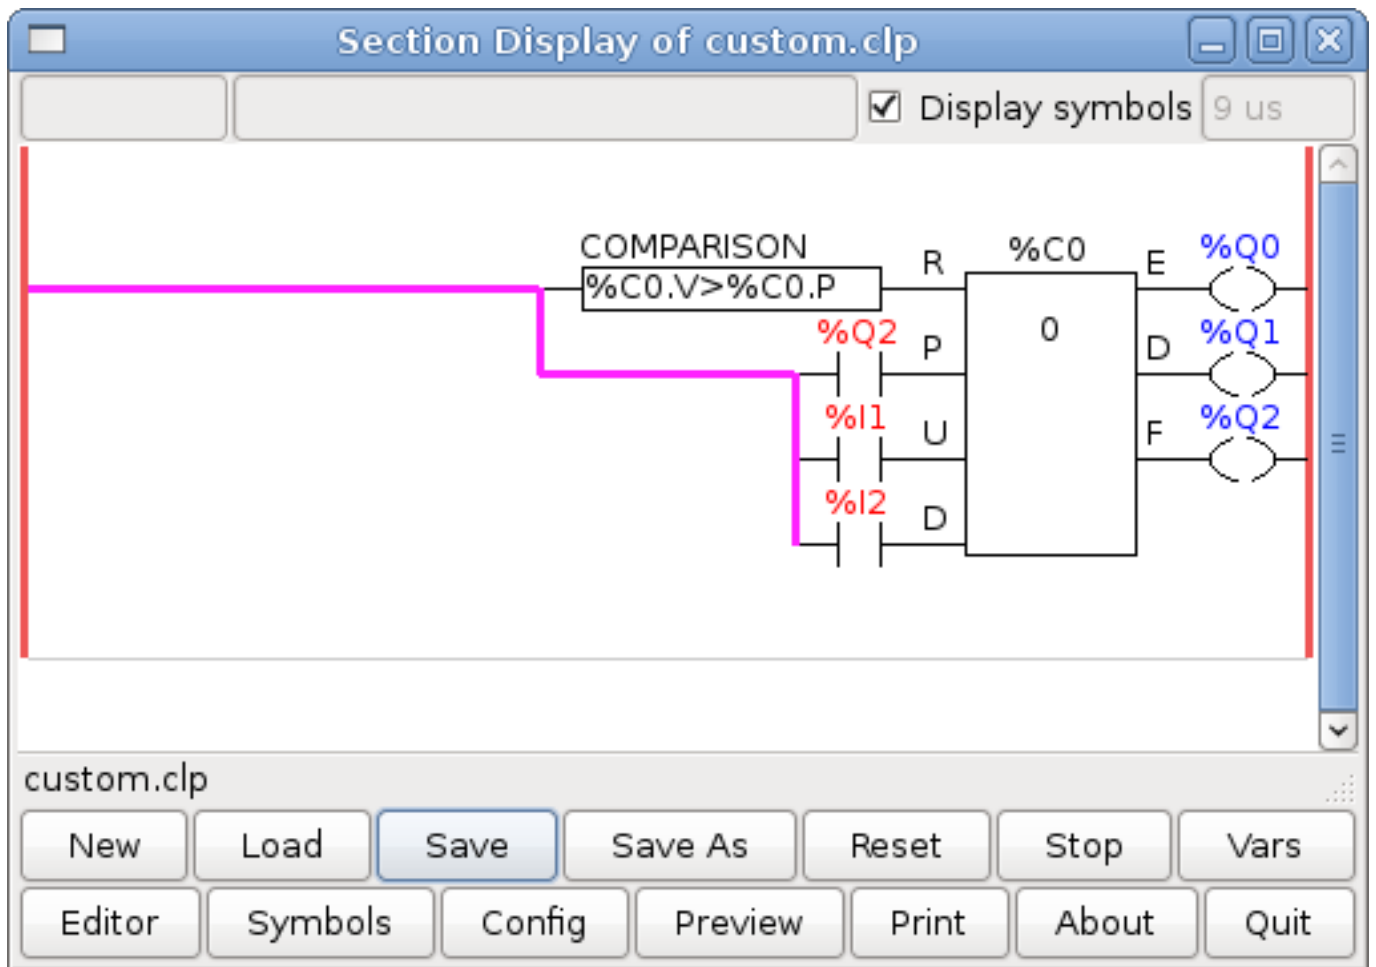 Section Display of custom.clp
Display symbols 9 us
COMPARISON R %C0 E %Q0
%C0.V>%C0.P
%Q2 P 0 D %Q1
%I1 U F %Q2
%I2 D
custom.clp
New Load Save Save As Reset Stop Vars
Editor Symbols Config Preview Print About Quit